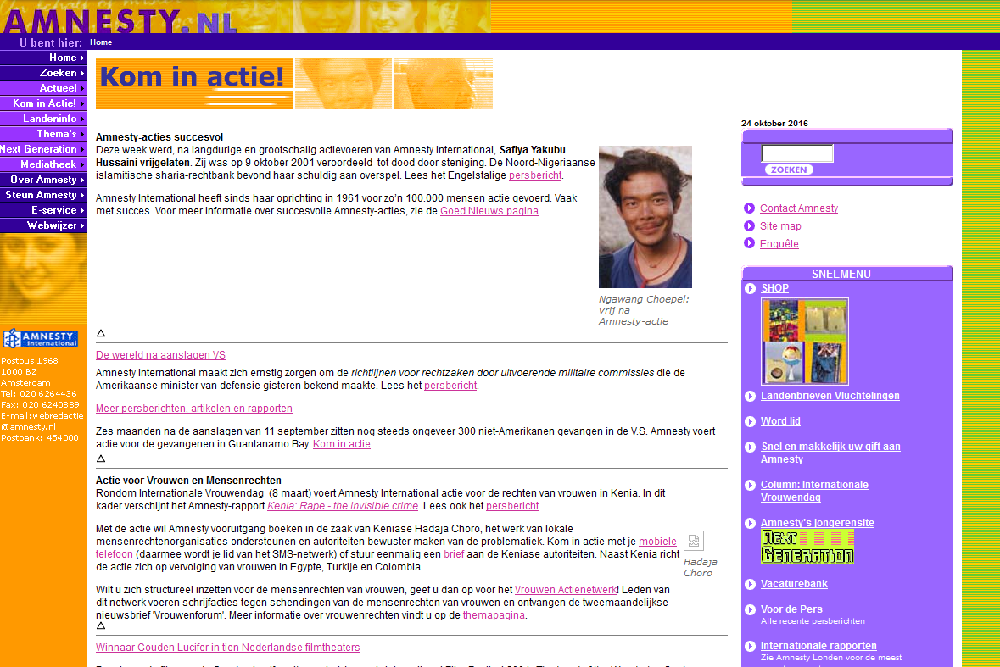 AMNESTY.NL
U bent hier: Home
Home
Zoeken
Actueel
Kom in Actie!
Landeninfo
Thema's
Next Generation
Mediatheek
Over Amnesty
Steun Amnesty
E-service
Webwijzer
AMNESTY
International
Postbus 1968
1000 BZ
Amsterdam
Tel: 020 6264436
Fax: 020 6240889
E-mail:webredactie
@amnesty.nl
Postbank: 454000
Kom in actie!
Amnesty-acties succesvol
Deze week werd, na langdurige en grootschalig actievoeren van Amnesty International, Safiya Yakubu
Hussaini vrijgelaten. Zij was op 9 oktober 2001 veroordeeld tot dood door steniging. De Noord-Nigeriaanse
islamitische sharia-rechtbank bevond haar schuldig aan overspel. Lees het Engelstalige persbericht.
Amnesty International heeft sinds haar oprichting in 1961 voor zo'n 100.000 mensen actie gevoerd. Vaak
met succes. Voor meer informatie over succesvolle Amnesty-acties, zie de Goed Nieuws pagina.
Ngawang Choepel:
vrij na
Amnesty-actie
De wereld na aanslagen VS
Amnesty International maakt zich ernstig zorgen om de richtlijnen voor rechtzaken door uitvoerende militaire commissies die de
Amerikaanse minister van defensie gisteren bekend maakte. Lees het persbericht.
Meer persberichten, artikelen en rapporten
Zes maanden na de aanslagen van 11 september zitten nog steeds ongeveer 300 niet-Amerikanen gevangen in de V.S. Amnesty voert
actie voor de gevangenen in Guantanamo Bay. Kom in actie
Actie voor Vrouwen en Mensenrechten
Rondom Internationale Vrouwendag (8 maart) voert Amnesty International actie voor de rechten van vrouwen in Kenia. In dit
kader verschijnt het Amnesty-rapport Kenia: Rape - the invisible crime. Lees ook het persbericht.
Met de actie wil Amnesty vooruitgang boeken in de zaak van Keniase Hadaja Choro, het werk van lokale
mensenrechtenorganisaties ondersteunen en autoriteiten bewuster maken van de problematiek. Kom in actie met je mobiele
telefoon (daarmee wordt je lid van het SMS-netwerk) of stuur eenmalig een brief aan de Keniase autoriteiten. Naast Kenia richt
de actie zich op vervolging van vrouwen in Egypte, Turkije en Colombia.
Hadaja
Choro
Wilt u zich structureel inzetten voor de mensenrechten van vrouwen, geef u dan op voor het Vrouwen Actienetwerk! Leden van
dit netwerk voeren schrijfacties tegen schendingen van de mensenrechten van vrouwen en ontvangen de tweemaandelijkse
nieuwsbrief 'Vrouwenforum'. Meer informatie over vrouwenrechten vindt u op de themapagina.
Winnaar Gouden Lucifer in tien Nederlandse filmtheaters
24 oktober 2016
ZOEKEN
Contact Amnesty
Site map
Enquête
SNELMENU
SHOP
Landenbrieven Vluchtelingen
Word lid
Snel en makkelijk uw gift aan
Amnesty
Column: Internationale
Vrouwendag
Amnesty's jongerensite
NEXT
GENERATION
Vacaturebank
Voor de Pers
Alle recente persberichten
Internationale rapporten
Zie Amnesty Londen voor de meest